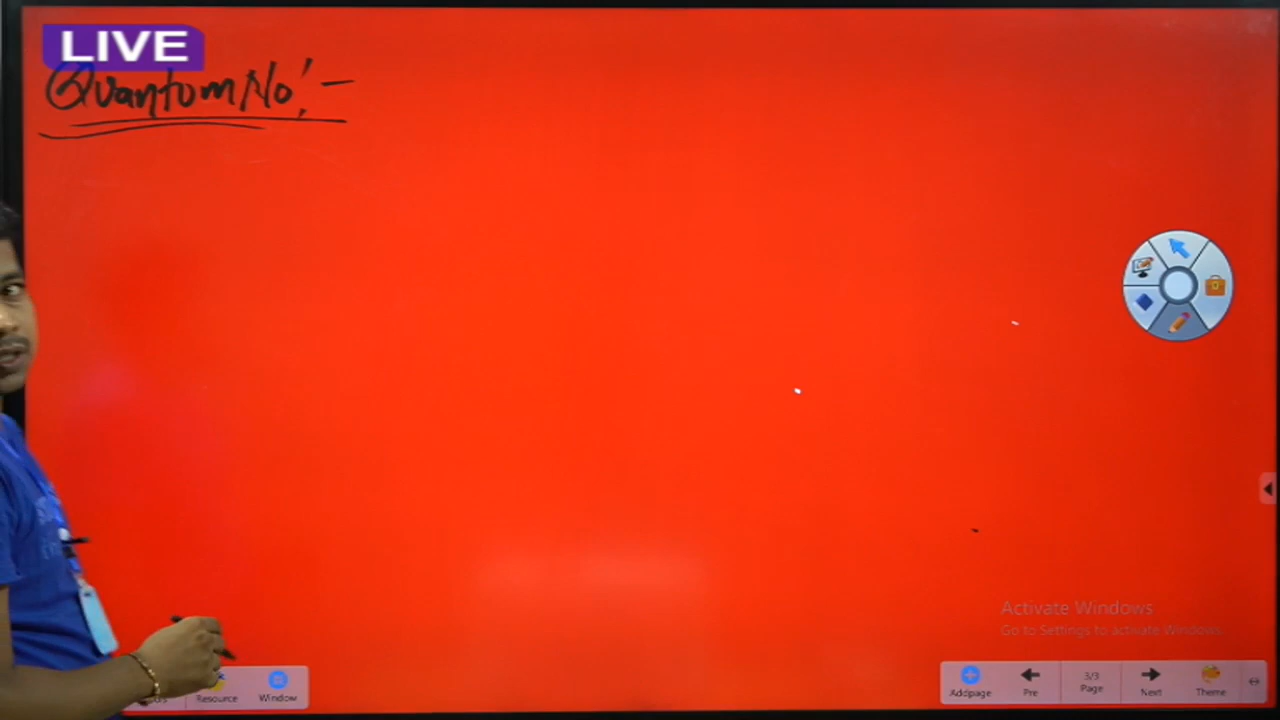 LIVE
Quantum No:-
Activate Windows
Go to Settings to activate Windows.
Resource
Window
Addpage
Pre
3/3
Page
Next
Theme